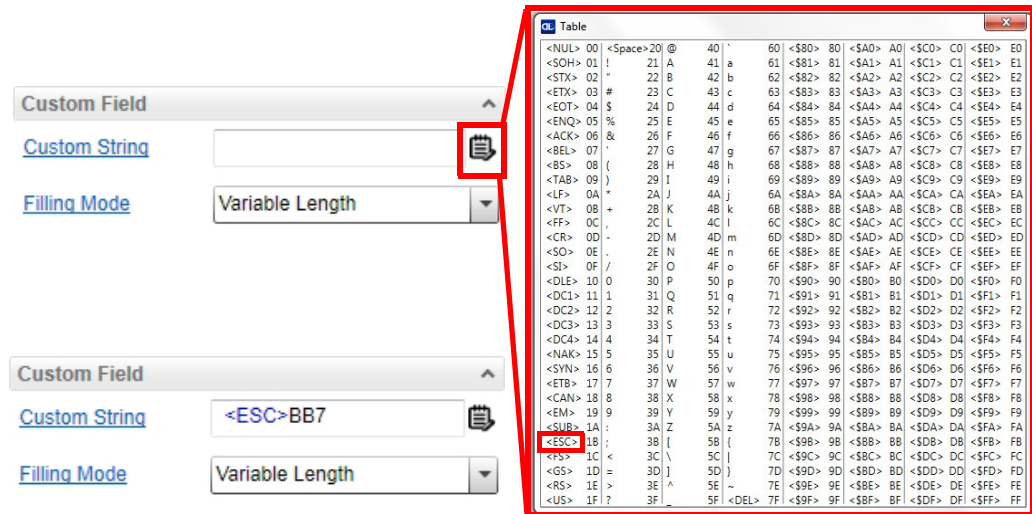 Custom Field
Custom String
Filling Mode Variable Length
Custom Field
Custom String <ESC>BB7
Filling Mode Variable Length
DL Table
<NUL> 00 <Space>20 @ 40 ` 60 <$80> 80 <$A0> A0 <$C0> C0 <$E0> E0
<SOH> 01 ! 21 A 41 a 61 <$81> 81 <$A1> A1 <$C1> C1 <$E1> E1
<STX> 02 " 22 B 42 b 62 <$82> 82 <$A2> A2 <$C2> C2 <$E2> E2
<ETX> 03 # 23 C 43 c 63 <$83> 83 <$A3> A3 <$C3> C3 <$E3> E3
<EOT> 04 $ 24 D 44 d 64 <$84> 84 <$A4> A4 <$C4> C4 <$E4> E4
<ENQ> 05 % 25 E 45 e 65 <$85> 85 <$A5> A5 <$C5> C5 <$E5> E5
<ACK> 06 & 26 F 46 f 66 <$86> 86 <$A6> A6 <$C6> C6 <$E6> E6
<BEL> 07 ' 27 G 47 g 67 <$87> 87 <$A7> A7 <$C7> C7 <$E7> E7
<BS> 08 ( 28 H 48 h 68 <$88> 88 <$A8> A8 <$C8> C8 <$E8> E8
<TAB> 09 ) 29 I 49 i 69 <$89> 89 <$A9> A9 <$C9> C9 <$E9> E9
<LF> 0A * 2A J 4A j 6A <$8A> 8A <$AA> AA <$CA> CA <$EA> EA
<VT> 0B + 2B K 4B k 6B <$8B> 8B <$AB> AB <$CB> CB <$EB> EB
<FF> 0C , 2C L 4C l 6C <$8C> 8C <$AC> AC <$CC> CC <$EC> EC
<CR> 0D - 2D M 4D m 6D <$8D> 8D <$AD> AD <$CD> CD <$ED> ED
<SO> 0E . 2E N 4E n 6E <$8E> 8E <$AE> AE <$CE> CE <$EE> EE
<SI> 0F / 2F O 4F o 6F <$8F> 8F <$AF> AF <$CF> CF <$EF> EF
<DLE> 10 0 30 P 50 p 70 <$90> 90 <$B0> B0 <$D0> D0 <$F0> F0
<DC1> 11 1 31 Q 51 q 71 <$91> 91 <$B1> B1 <$D1> D1 <$F1> F1
<DC2> 12 2 32 R 52 r 72 <$92> 92 <$B2> B2 <$D2> D2 <$F2> F2
<DC3> 13 3 33 S 53 s 73 <$93> 93 <$B3> B3 <$D3> D3 <$F3> F3
<DC4> 14 4 34 T 54 t 74 <$94> 94 <$B4> B4 <$D4> D4 <$F4> F4
<NAK> 15 5 35 U 55 u 75 <$95> 95 <$B5> B5 <$D5> D5 <$F5> F5
<SYN> 16 6 36 V 56 v 76 <$96> 96 <$B6> B6 <$D6> D6 <$F6> F6
<ETB> 17 7 37 W 57 w 77 <$97> 97 <$B7> B7 <$D7> D7 <$F7> F7
<CAN> 18 8 38 X 58 x 78 <$98> 98 <$B8> B8 <$D8> D8 <$F8> F8
<EM> 19 9 39 Y 59 y 79 <$99> 99 <$B9> B9 <$D9> D9 <$F9> F9
<SUB> 1A : 3A Z 5A z 7A <$9A> 9A <$BA> BA <$DA> DA <$FA> FA
<ESC> 1B ; 3B [ 5B { 7B <$9B> 9B <$BB> BB <$DB> DB <$FB> FB
<FS> 1C < 3C \ 5C | 7C <$9C> 9C <$BC> BC <$DC> DC <$FC> FC
<GS> 1D = 3D ] 5D } 7D <$9D> 9D <$BD> BD <$DD> DD <$FD> FD
<RS> 1E > 3E ^ 5E ~ 7E <$9E> 9E <$BE> BE <$DE> DE <$FE> FE
<US> 1F ? 3F _ 5F <DEL> 7F <$9F> 9F <$BF> BF <$DF> DF <$FF> FF